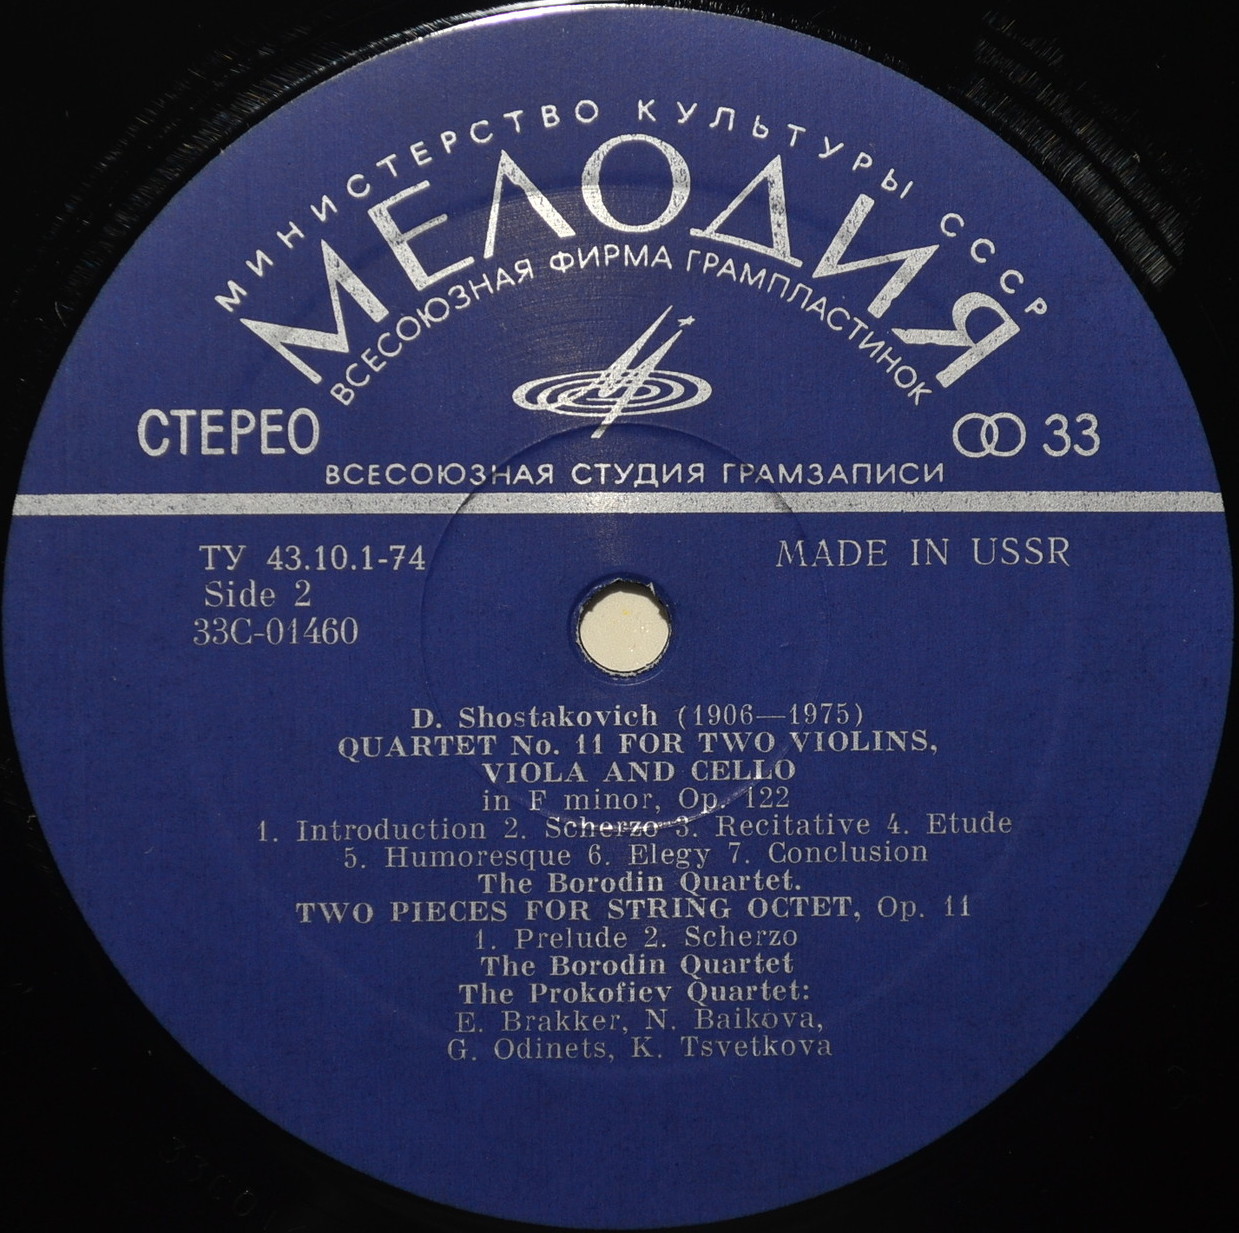 МИНИСТЕРСТВО КУЛЬТУРЫ СССР
МЕЛОДИЯ
ВСЕСОЮЗНАЯ ФИРМА ГРАМПЛАСТИНОК
СТЕРЕО
33
ВСЕСОЮЗНАЯ СТУДИЯ ГРАМЗАПИСИ
ТУ 43.10.1-74
MADE IN USSR
Side 2
33С-01460
D. Shostakovich (1906—1975)
QUARTET No. 11 FOR TWO VIOLINS,
VIOLA AND CELLO
in F minor, Op. 122
1. Introduction 2. Scherzo 3. Recitative 4. Etude
5. Humoresque 6. Elegy 7. Conclusion
The Borodin Quartet.
TWO PIECES FOR STRING OCTET, Op. 11
1. Prelude 2. Scherzo
The Borodin Quartet
The Prokofiev Quartet:
E. Brakker, N. Baikova,
G. Odinets, K. Tsvetkova